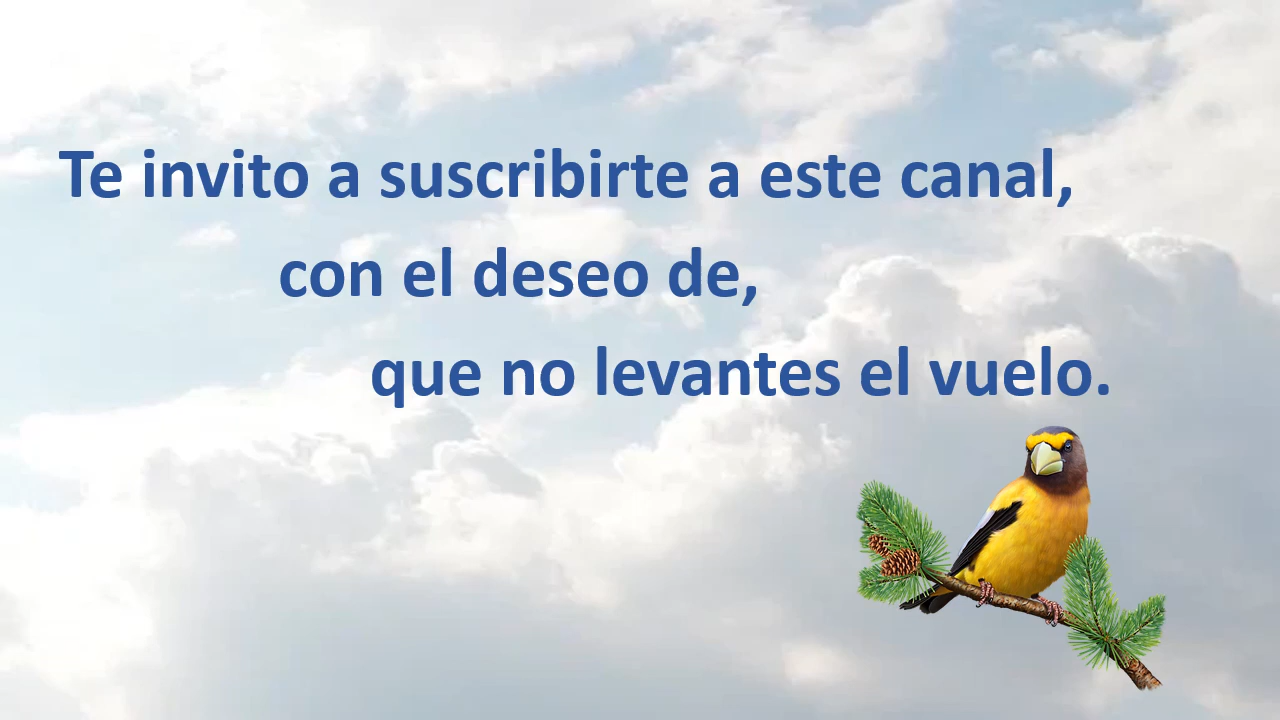 Te invito a suscribirte a este canal,
con el deseo de,
que no levantes el vuelo.